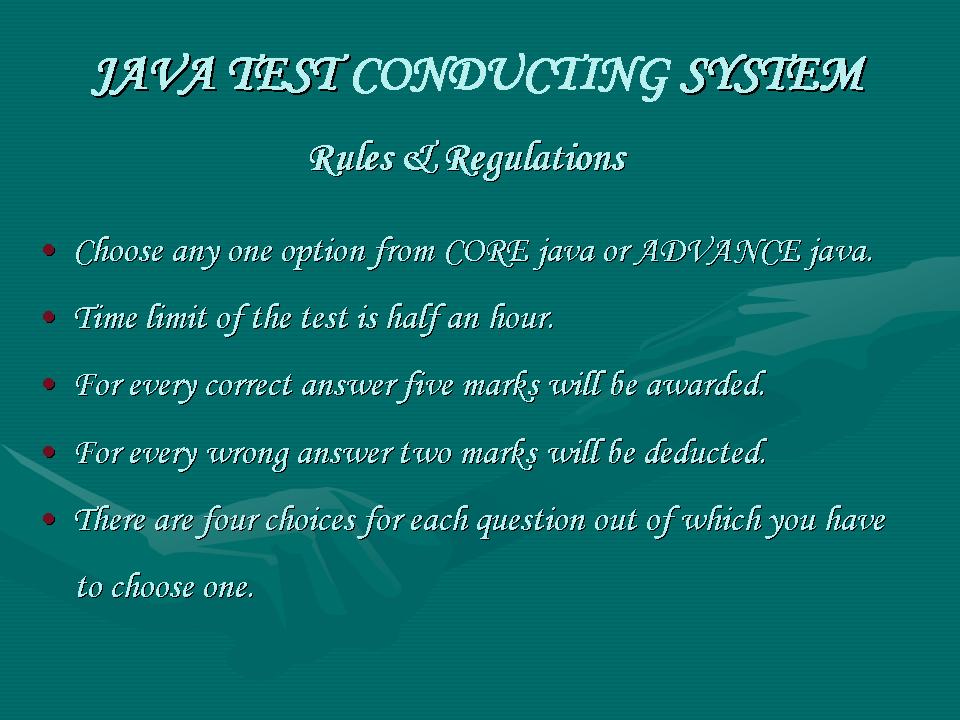 JAVA TEST CONDUCTING SYSTEM
Rules & Regulations
• Choose any one option from CORE java or ADVANCE java.
• Time limit of the test is half an hour.
• For every correct answer five marks will be awarded.
• For every wrong answer two marks will be deducted.
• There are four choices for each question out of which you have
to choose one.